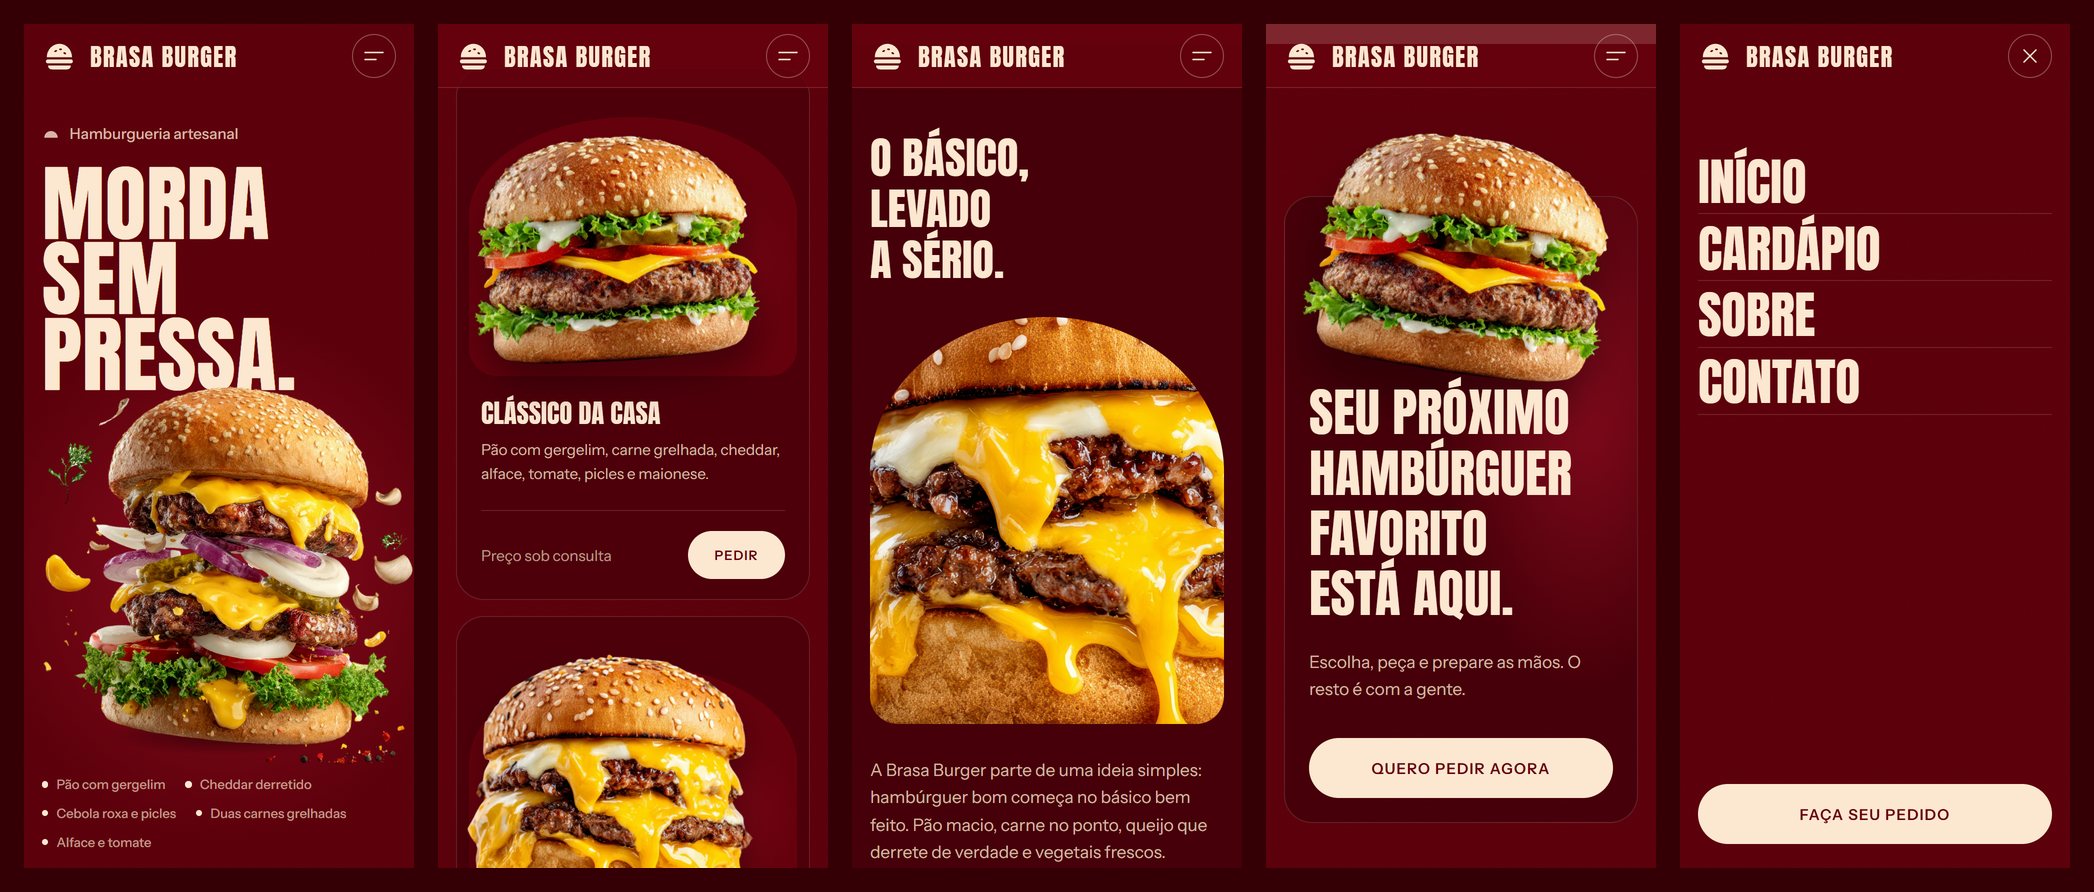 BRASA BURGER
Hamburgueria artesanal
MORDA
SEM
PRESSA.
Pão com gergelim
Cheddar derretido
Cebola roxa e picles
Duas carnes grelhadas
Alface e tomate
BRASA BURGER
CLÁSSICO DA CASA
Pão com gergelim, carne grelhada, cheddar,
alface, tomate, picles e maionese.
Preço sob consulta
PEDIR
BRASA BURGER
O BÁSICO,
LEVADO
A SÉRIO.
A Brasa Burger parte de uma ideia simples:
hambúrguer bom começa no básico bem
feito. Pão macio, carne no ponto, queijo que
derrete de verdade e vegetais frescos.
BRASA BURGER
SEU PRÓXIMO
HAMBÚRGUER
FAVORITO
ESTÁ AQUI.
Escolha, peça e prepare as mãos. O
resto é com a gente.
QUERO PEDIR AGORA
BRASA BURGER
INÍCIO
CARDÁPIO
SOBRE
CONTATO
FAÇA SEU PEDIDO